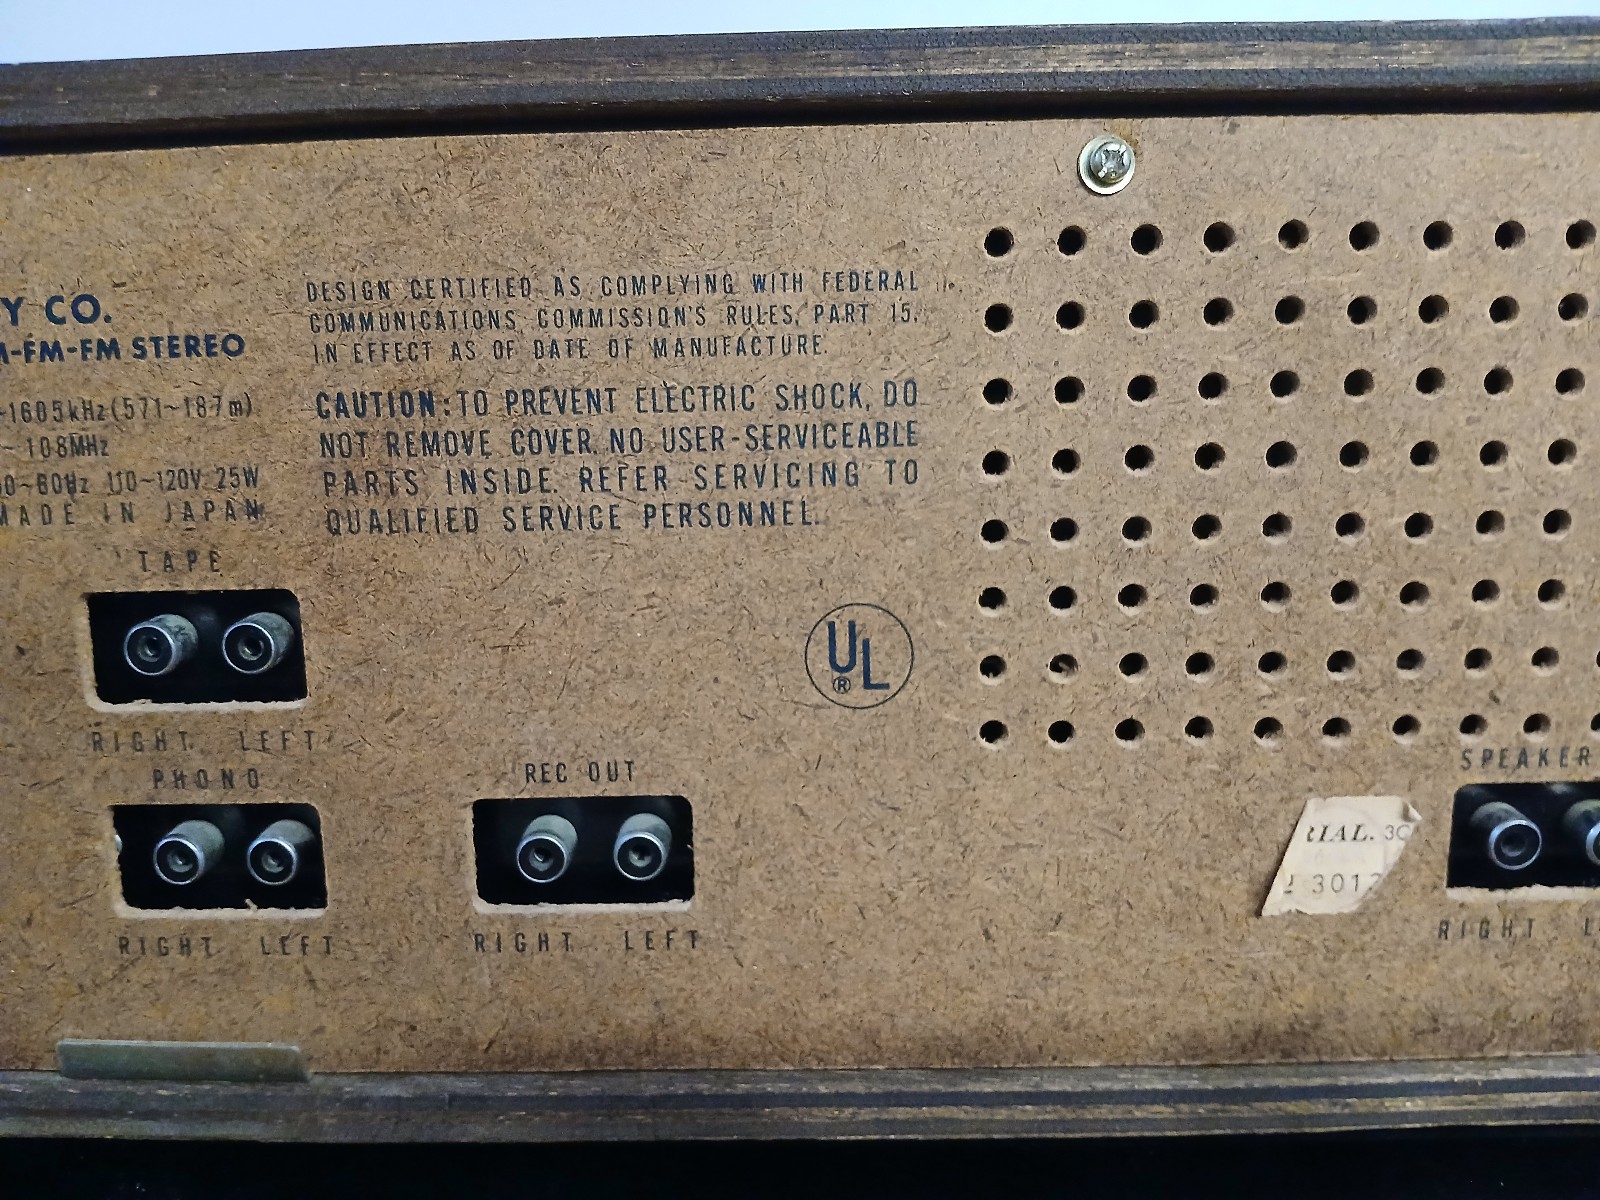 Y CO.
-FM-FM STEREO
~1605kHz(571~187m)
~108MHz
~60Hz 110~120V 25W
MADE IN JAPAN
DESIGN CERTIFIED AS COMPLYING WITH FEDERAL
COMMUNICATIONS COMMISSION'S RULES, PART 15.
IN EFFECT AS OF DATE OF MANUFACTURE.
CAUTION: TO PREVENT ELECTRIC SHOCK, DO
NOT REMOVE COVER. NO USER-SERVICEABLE
PARTS INSIDE. REFER SERVICING TO
QUALIFIED SERVICE PERSONNEL.
TAPE
RIGHT LEFT
PHONO
RIGHT LEFT
REC OUT
RIGHT LEFT
UL
®
SPEAKER
RIGHT L
RIAL. 3C
3012